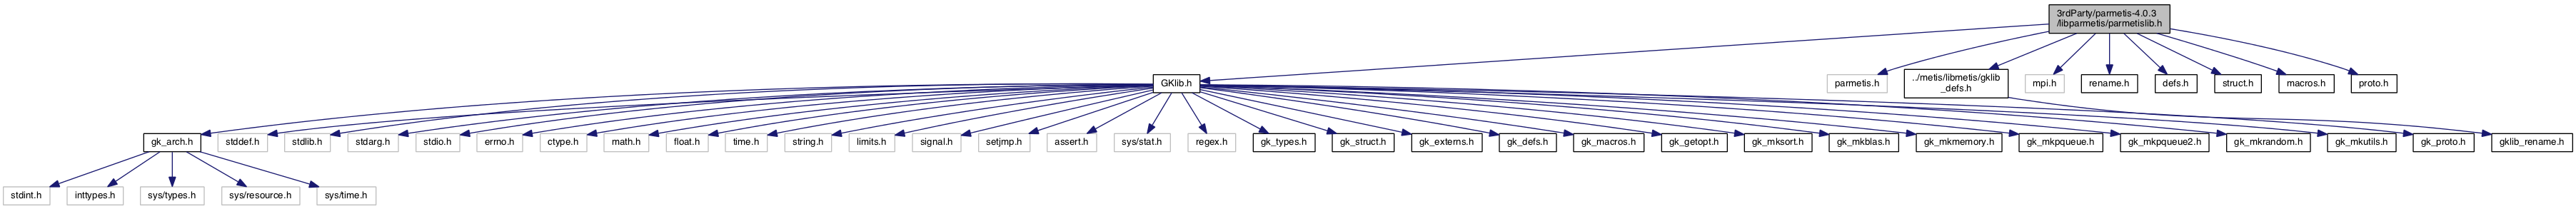 3rdParty/parmetis-4.0.3
/libparmetis/parmetislib.h
GKlib.h
parmetis.h
../metis/libmetis/gklib
_defs.h
mpi.h
rename.h
defs.h
struct.h
macros.h
proto.h
gk_arch.h
stddef.h
stdlib.h
stdarg.h
stdio.h
errno.h
ctype.h
math.h
float.h
time.h
string.h
limits.h
signal.h
setjmp.h
assert.h
sys/stat.h
regex.h
gk_types.h
gk_struct.h
gk_externs.h
gk_defs.h
gk_macros.h
gk_getopt.h
gk_mksort.h
gk_mkblas.h
gk_mkmemory.h
gk_mkpqueue.h
gk_mkpqueue2.h
gk_mkrandom.h
gk_mkutils.h
gk_proto.h
gklib_rename.h
stdint.h
inttypes.h
sys/types.h
sys/resource.h
sys/time.h